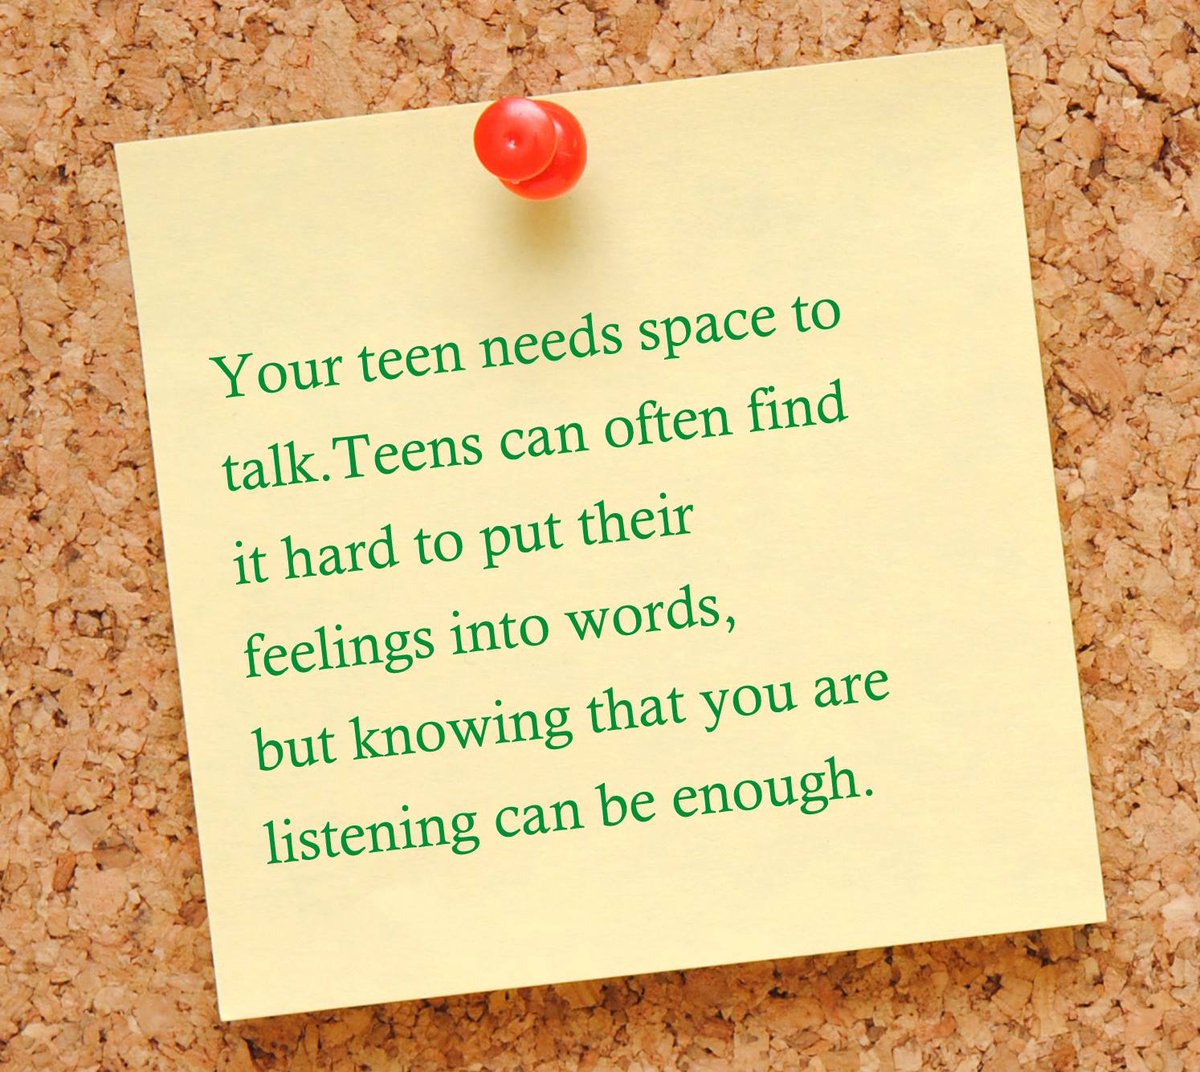 Your teen needs space to
talk.Teens can often find
it hard to put their
feelings into words,
but knowing that you are
listening can be enough.